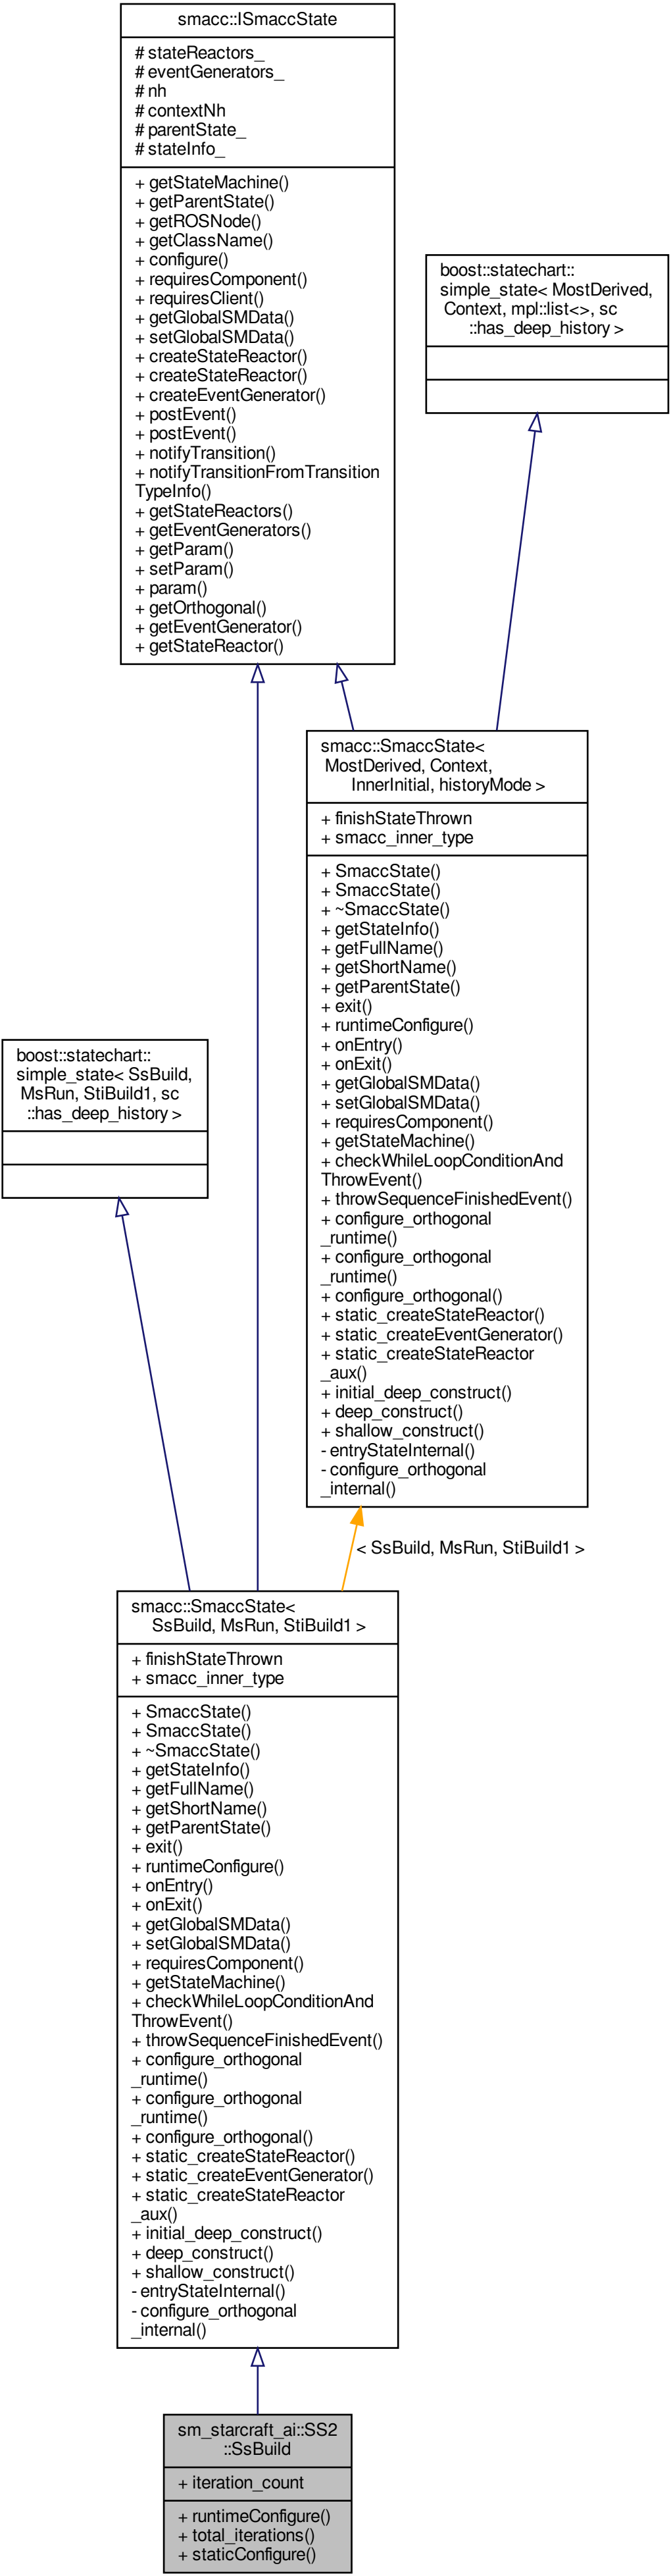 smacc::ISmaccState
# stateReactors_
# eventGenerators_
# nh
# contextNh
# parentState_
# stateInfo_
+ getStateMachine()
+ getParentState()
+ getROSNode()
+ getClassName()
+ configure()
+ requiresComponent()
+ requiresClient()
+ getGlobalSMData()
+ setGlobalSMData()
+ createStateReactor()
+ createStateReactor()
+ createEventGenerator()
+ postEvent()
+ postEvent()
+ notifyTransition()
+ notifyTransitionFromTransition
TypeInfo()
+ getStateReactors()
+ getEventGenerators()
+ getParam()
+ setParam()
+ param()
+ getOrthogonal()
+ getEventGenerator()
+ getStateReactor()
boost::statechart::
simple_state< MostDerived,
Context, mpl::list<>, sc
::has_deep_history >
smacc::SmaccState<
MostDerived, Context,
InnerInitial, historyMode >
+ finishStateThrown
+ smacc_inner_type
+ SmaccState()
+ SmaccState()
+ ~SmaccState()
+ getStateInfo()
+ getFullName()
+ getShortName()
+ getParentState()
+ exit()
+ runtimeConfigure()
+ onEntry()
+ onExit()
+ getGlobalSMData()
+ setGlobalSMData()
+ requiresComponent()
+ getStateMachine()
+ checkWhileLoopConditionAnd
ThrowEvent()
+ throwSequenceFinishedEvent()
+ configure_orthogonal
_runtime()
+ configure_orthogonal
_runtime()
+ configure_orthogonal()
+ static_createStateReactor()
+ static_createEventGenerator()
+ static_createStateReactor
_aux()
+ initial_deep_construct()
+ deep_construct()
+ shallow_construct()
- entryStateInternal()
- configure_orthogonal
_internal()
boost::statechart::
simple_state< SsBuild,
MsRun, StiBuild1, sc
::has_deep_history >
< SsBuild, MsRun, StiBuild1 >
smacc::SmaccState<
SsBuild, MsRun, StiBuild1 >
+ finishStateThrown
+ smacc_inner_type
+ SmaccState()
+ SmaccState()
+ ~SmaccState()
+ getStateInfo()
+ getFullName()
+ getShortName()
+ getParentState()
+ exit()
+ runtimeConfigure()
+ onEntry()
+ onExit()
+ getGlobalSMData()
+ setGlobalSMData()
+ requiresComponent()
+ getStateMachine()
+ checkWhileLoopConditionAnd
ThrowEvent()
+ throwSequenceFinishedEvent()
+ configure_orthogonal
_runtime()
+ configure_orthogonal
_runtime()
+ configure_orthogonal()
+ static_createStateReactor()
+ static_createEventGenerator()
+ static_createStateReactor
_aux()
+ initial_deep_construct()
+ deep_construct()
+ shallow_construct()
- entryStateInternal()
- configure_orthogonal
_internal()
sm_starcraft_ai::SS2
::SsBuild
+ iteration_count
+ runtimeConfigure()
+ total_iterations()
+ staticConfigure()